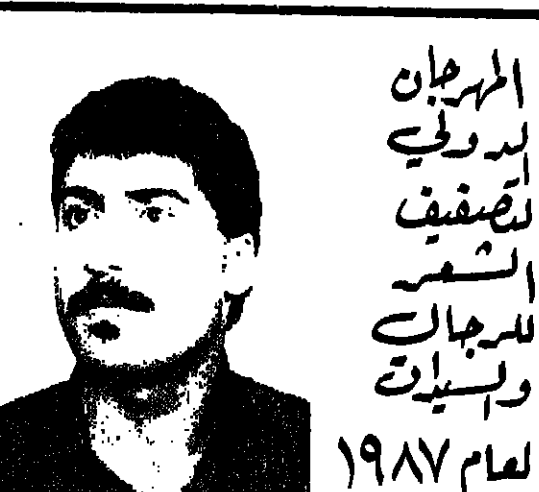 المهرجان
الدولي
لتصفيف
الشعر
للرجال
والسيدات
لعام ١٩٨٧